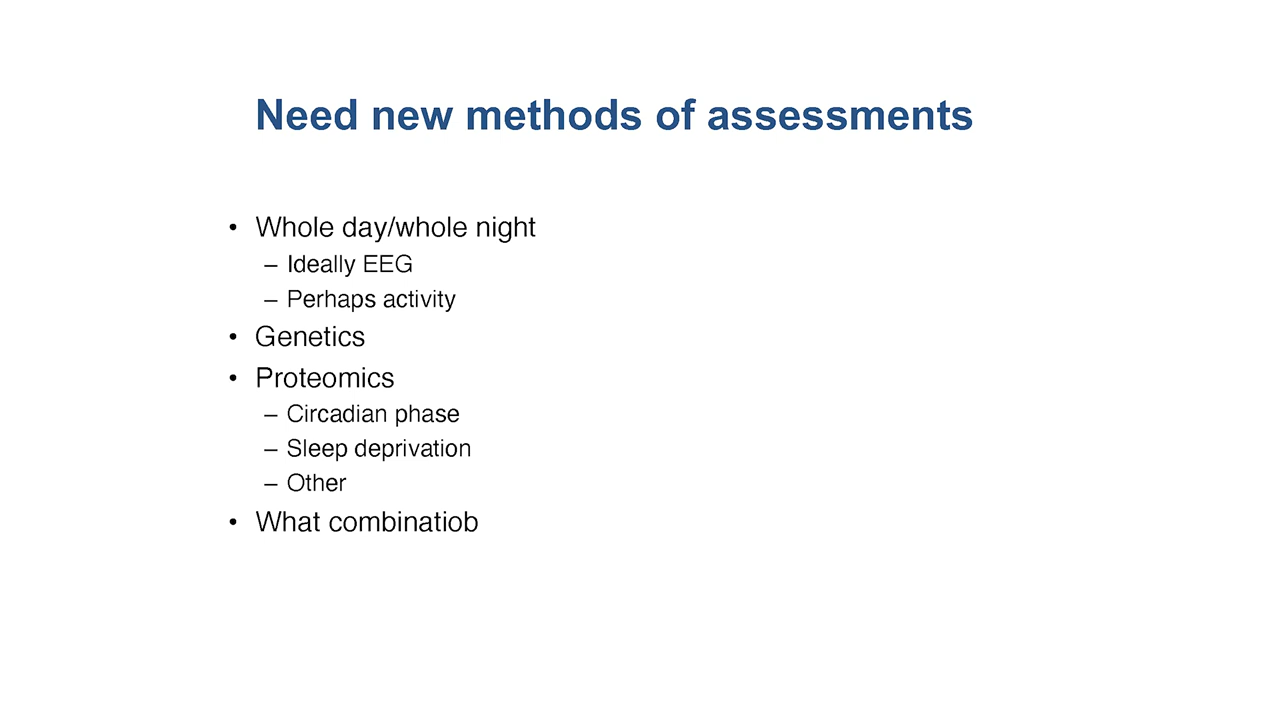 Need new methods of assessments
• Whole day/whole night
– Ideally EEG
– Perhaps activity
• Genetics
• Proteomics
– Circadian phase
– Sleep deprivation
– Other
• What combinatiob